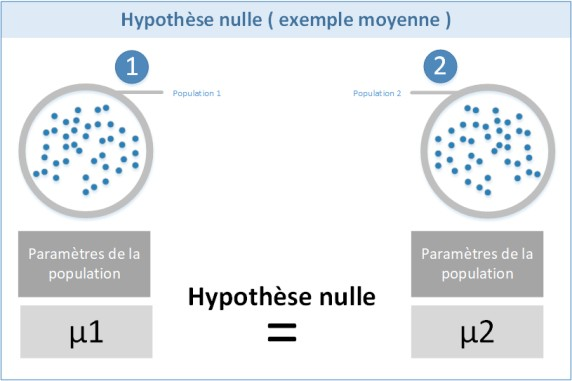 Hypothèse nulle ( exemple moyenne )
1
2
Population 1
Population 2
Paramètres de la
population
Paramètres de la
population
Hypothèse nulle
μ1
=
μ2